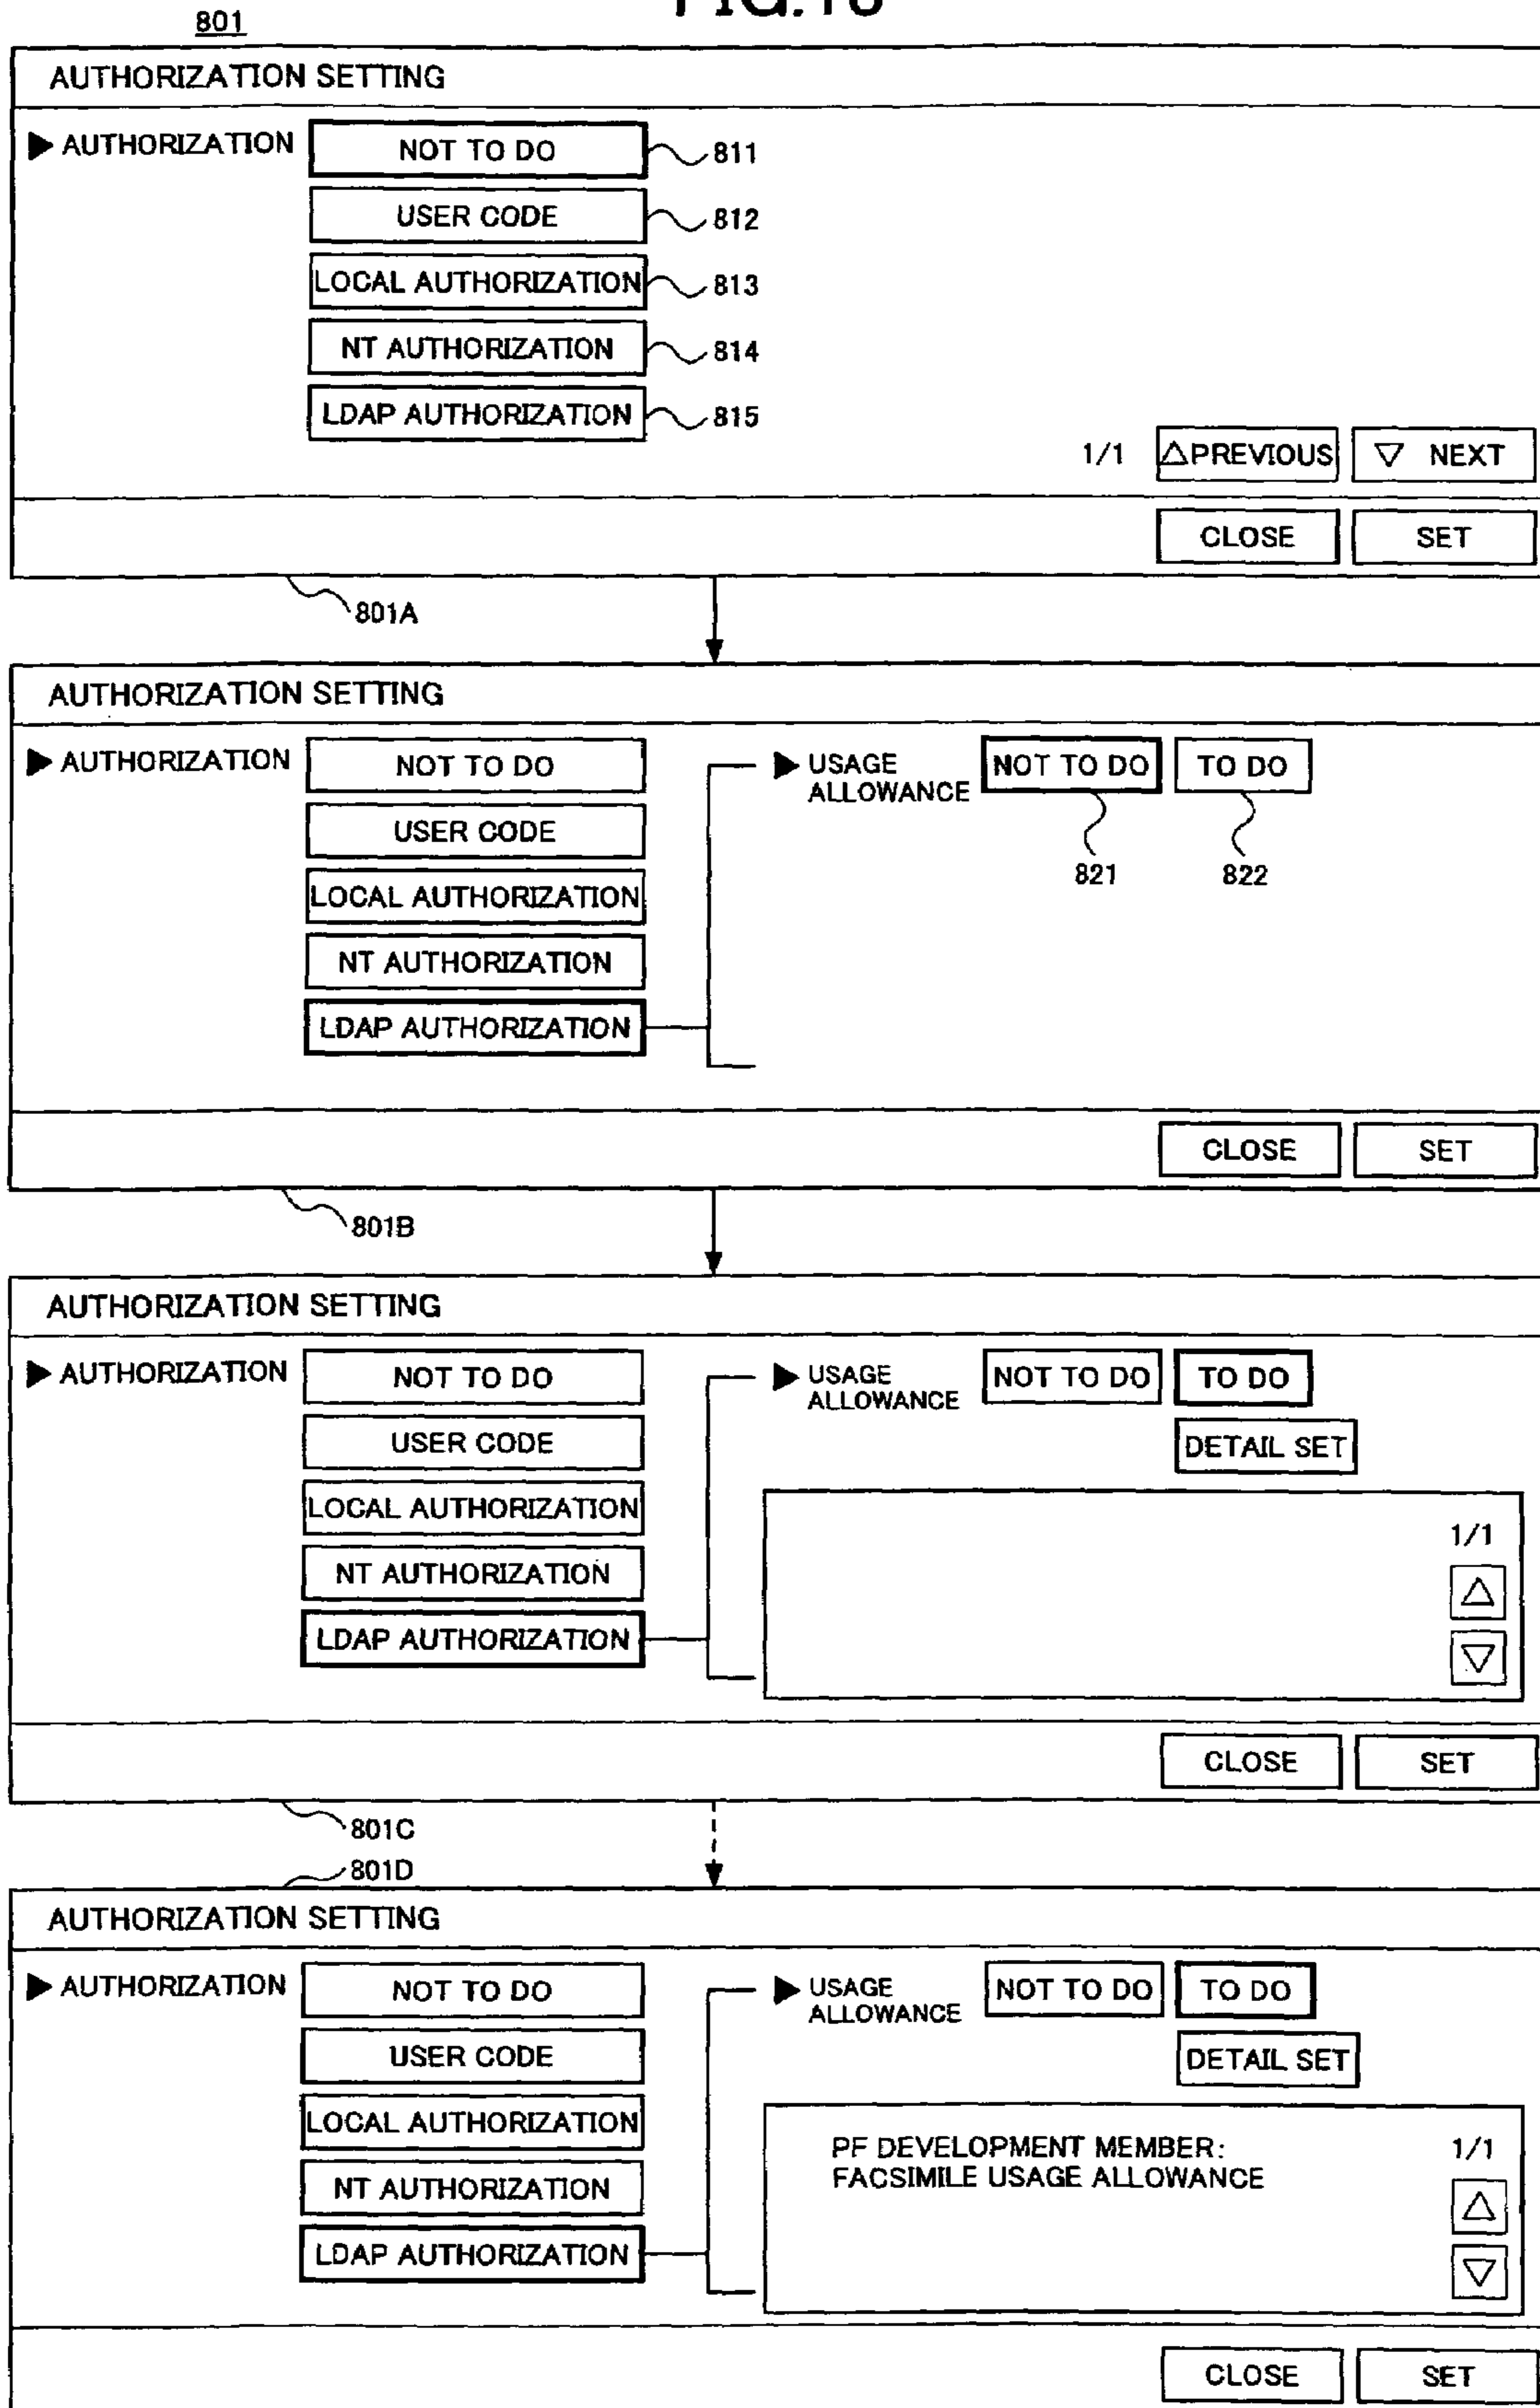 801
AUTHORIZATION SETTING
▶ AUTHORIZATION
NOT TO DO 811
USER CODE 812
LOCAL AUTHORIZATION 813
NT AUTHORIZATION 814
LDAP AUTHORIZATION 815
1/1 △PREVIOUS ▽ NEXT
CLOSE SET
801A
AUTHORIZATION SETTING
▶ AUTHORIZATION
NOT TO DO
USER CODE
LOCAL AUTHORIZATION
NT AUTHORIZATION
LDAP AUTHORIZATION
▶ USAGE
ALLOWANCE
NOT TO DO TO DO
821 822
CLOSE SET
801B
AUTHORIZATION SETTING
▶ AUTHORIZATION
NOT TO DO
USER CODE
LOCAL AUTHORIZATION
NT AUTHORIZATION
LDAP AUTHORIZATION
▶ USAGE
ALLOWANCE
NOT TO DO TO DO
DETAIL SET
1/1
△
▽
CLOSE SET
801C
801D
AUTHORIZATION SETTING
▶ AUTHORIZATION
NOT TO DO
USER CODE
LOCAL AUTHORIZATION
NT AUTHORIZATION
LDAP AUTHORIZATION
▶ USAGE
ALLOWANCE
NOT TO DO TO DO
DETAIL SET
PF DEVELOPMENT MEMBER:
FACSIMILE USAGE ALLOWANCE
1/1
△
▽
CLOSE SET